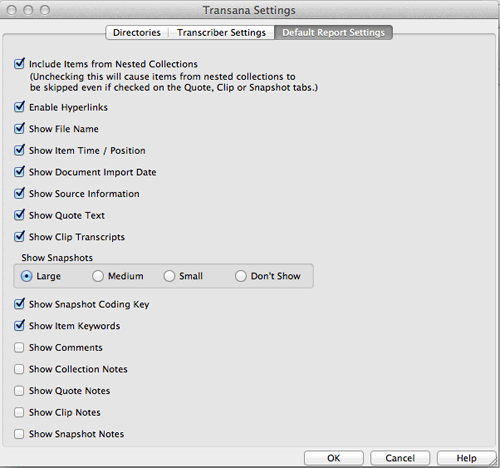 Transana Settings
Directories Transcriber Settings Default Report Settings
Include Items from Nested Collections
(Unchecking this will cause items from nested collections to
be skipped even if checked on the Quote, Clip or Snapshot tabs.)
Enable Hyperlinks
Show File Name
Show Item Time / Position
Show Document Import Date
Show Source Information
Show Quote Text
Show Clip Transcripts
Show Snapshots
Large Medium Small Don't Show
Show Snapshot Coding Key
Show Item Keywords
Show Comments
Show Collection Notes
Show Quote Notes
Show Clip Notes
Show Snapshot Notes
OK Cancel Help